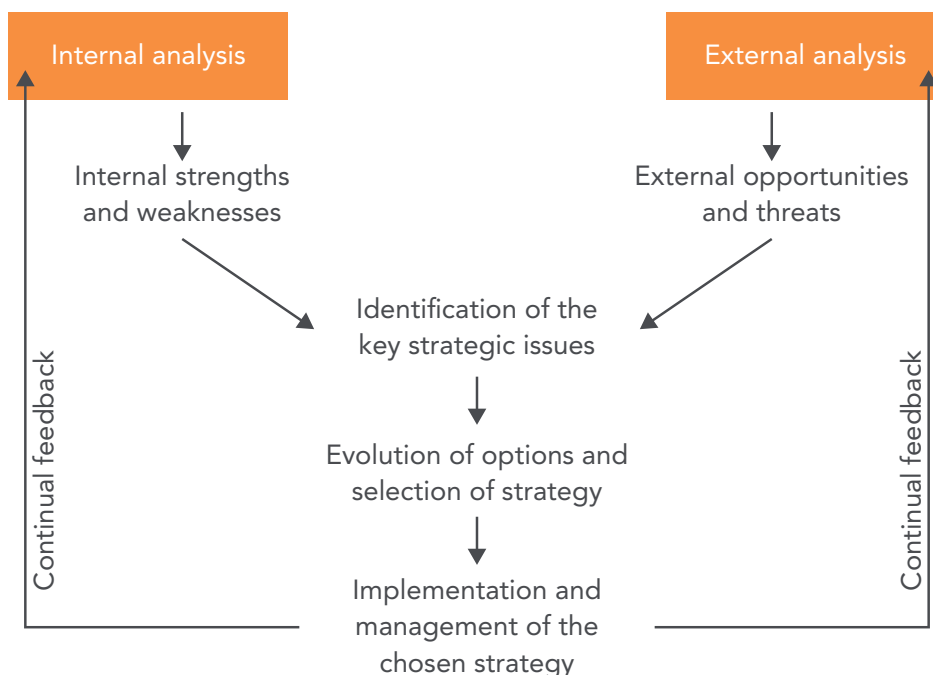 Internal analysis
External analysis
Internal strengths
and weaknesses
External opportunities
and threats
Identification of the
key strategic issues
Evolution of options and
selection of strategy
Implementation and
management of the
chosen strategy
Continual feedback
Continual feedback